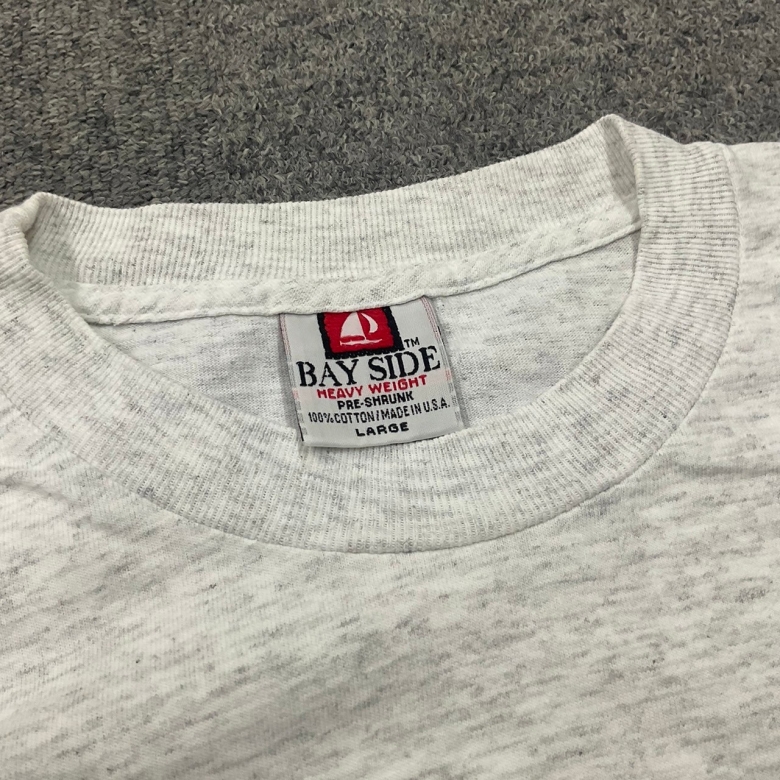 TM
BAY SIDE
HEAVY WEIGHT
PRE-SHRUNK
100% COTTON/MADE IN U.S.A.
LARGE